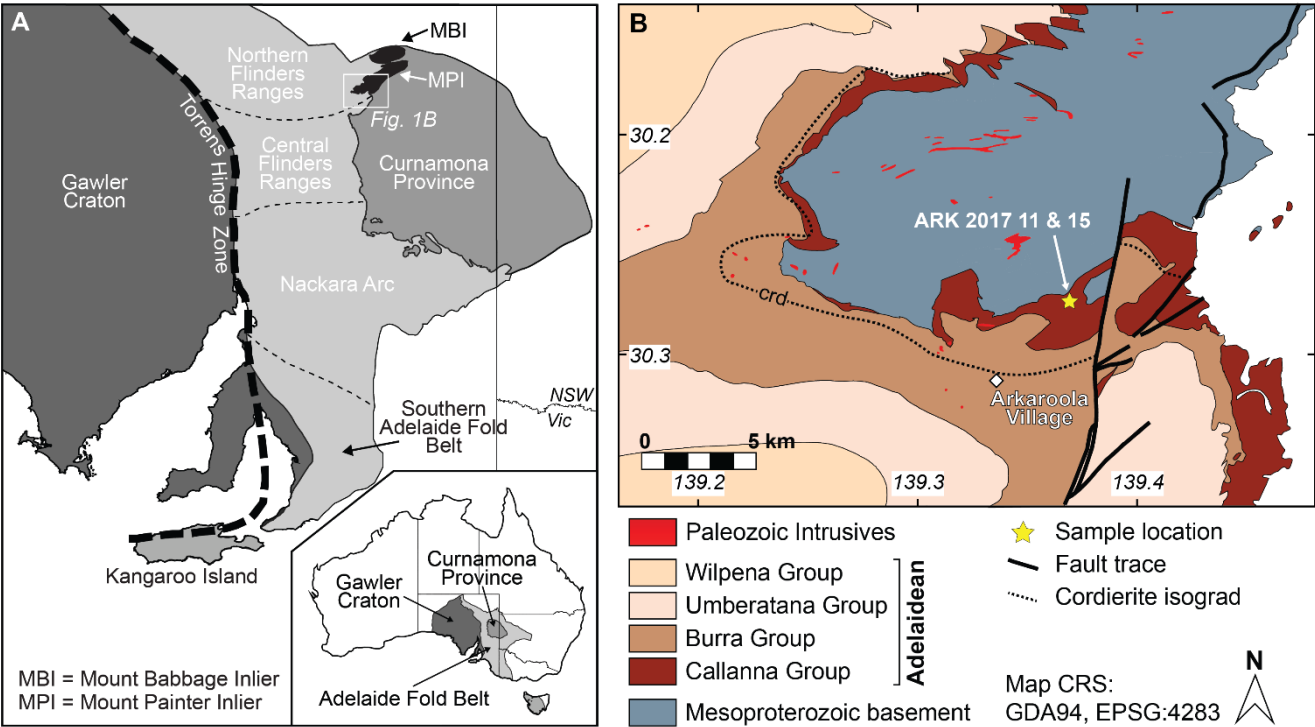 A
MBI
MPI
Northern
Flinders
Ranges
Fig. 1B
Torrens Hinge Zone
Central
Flinders
Ranges
Curnamona
Province
Gawler
Craton
Nackara Arc
NSW
Vic
Southern
Adelaide Fold
Belt
Kangaroo Island
Curnamona
Province
Gawler
Craton
Adelaide Fold Belt
MBI = Mount Babbage Inlier
MPI = Mount Painter Inlier
B
30.2
ARK 2017 11 & 15
crd
30.3
Arkaroola
Village
0 5 km
139.2 139.3 139.4
Paleozoic Intrusives
Wilpena Group
Umberatana Group
Burra Group
Callanna Group
Adelaidean
Mesoproterozoic basement
Sample location
Fault trace
Cordierite isograd
Map CRS:
GDA94, EPSG:4283
N